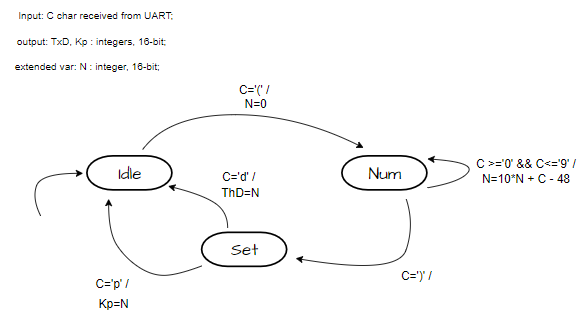 Input: C char received from UART;
output: TxD, Kp : integers, 16-bit;
extended var: N : integer, 16-bit;
C='(' /
N=0
Idle
C='d' /
ThD=N
Num
C >='0' && C<='9' /
N=10*N + C - 48
Set
C=')' /
C='p' /
Kp=N